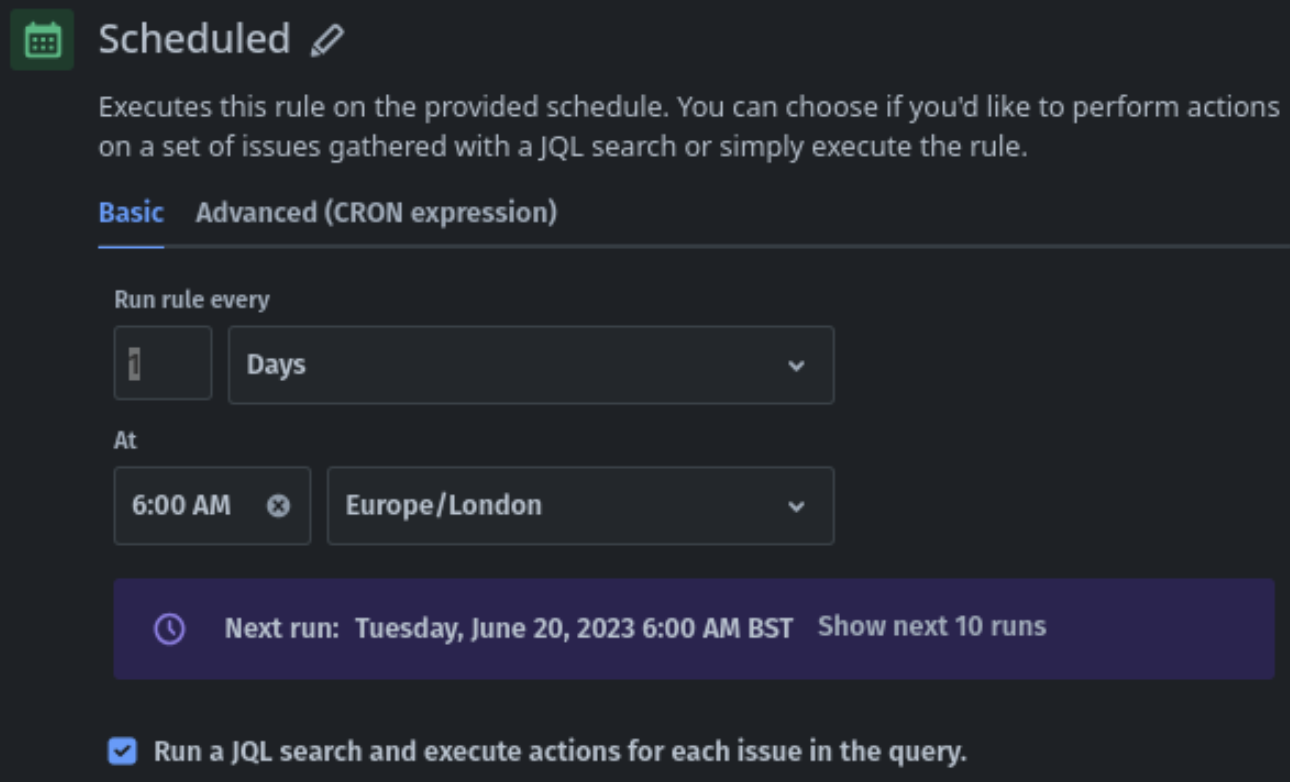 Scheduled
Executes this rule on the provided schedule. You can choose if you'd like to perform actions
on a set of issues gathered with a JQL search or simply execute the rule.
Basic Advanced (CRON expression)
Run rule every
1 Days
At
6:00 AM Europe/London
Next run: Tuesday, June 20, 2023 6:00 AM BST Show next 10 runs
Run a JQL search and execute actions for each issue in the query.